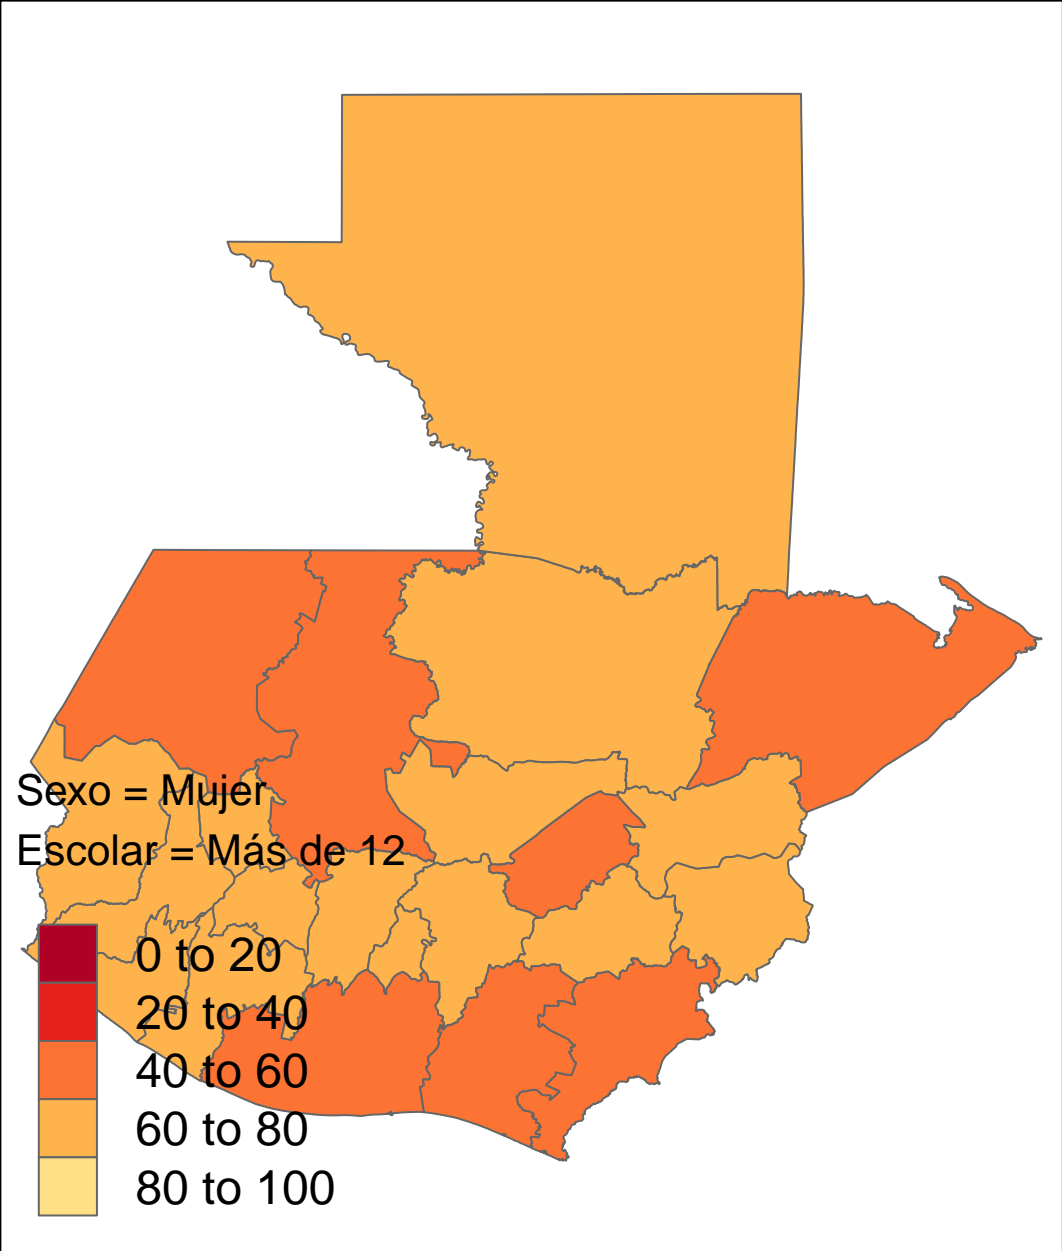 Sexo = Mujer
Escolar = Más de 12
0 to 20
20 to 40
40 to 60
60 to 80
80 to 100